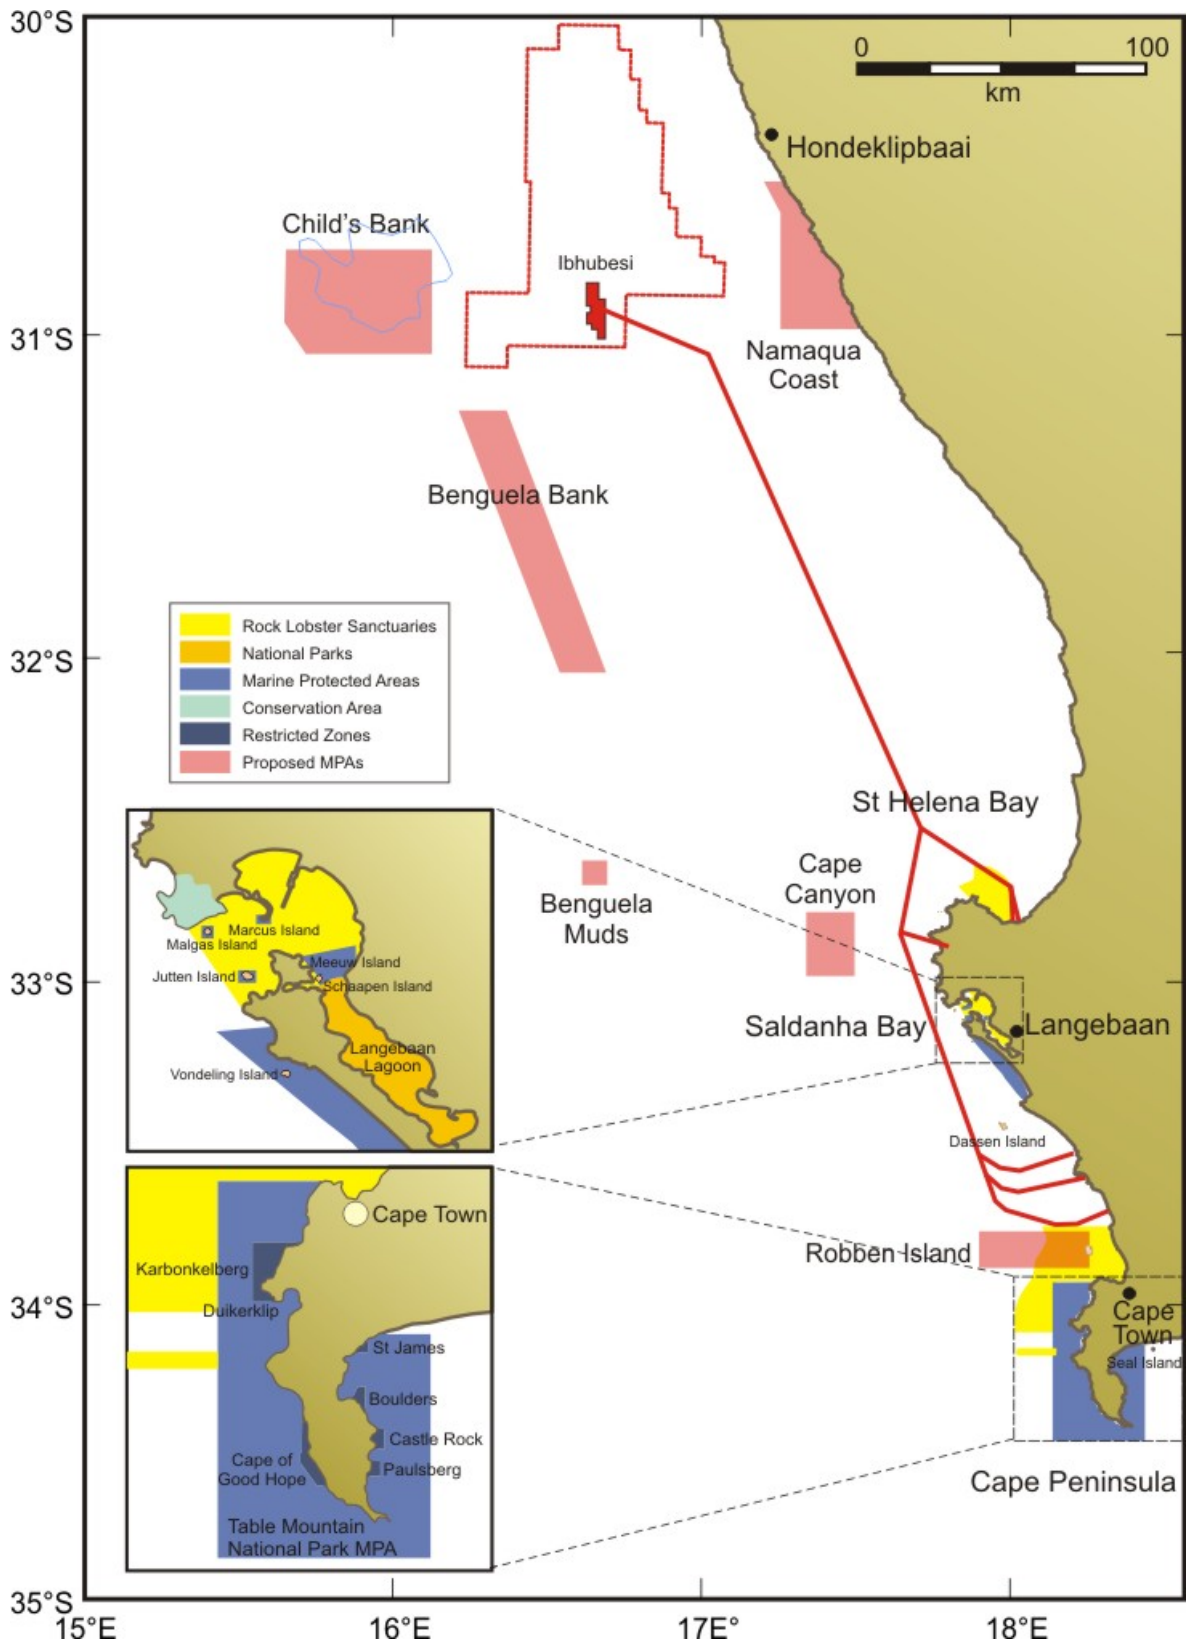 30°S
0 100
km
Hondeklipbaai
Child's Bank
Ibhubesi
31°S
Namaqua
Coast
Benguela Bank
Rock Lobster Sanctuaries
National Parks
Marine Protected Areas
Conservation Area
Restricted Zones
Proposed MPAs
32°S
St Helena Bay
Cape
Canyon
Benguela
Muds
Marcus Island
Malgas Island
Meeuw Island
Jutten Island
Schaapen Island
Langebaan
Lagoon
Vondeling Island
33°S
Saldanha Bay
Langebaan
Dassen Island
Cape Town
Robben Island
Karbonkelberg
Duikerklip
34°S
Cape
Town
Seal Island
St James
Boulders
Castle Rock
Cape of
Good Hope
Paulsberg
Table Mountain
National Park MPA
Cape Peninsula
35°S
15°E 16°E 17E° 18°E